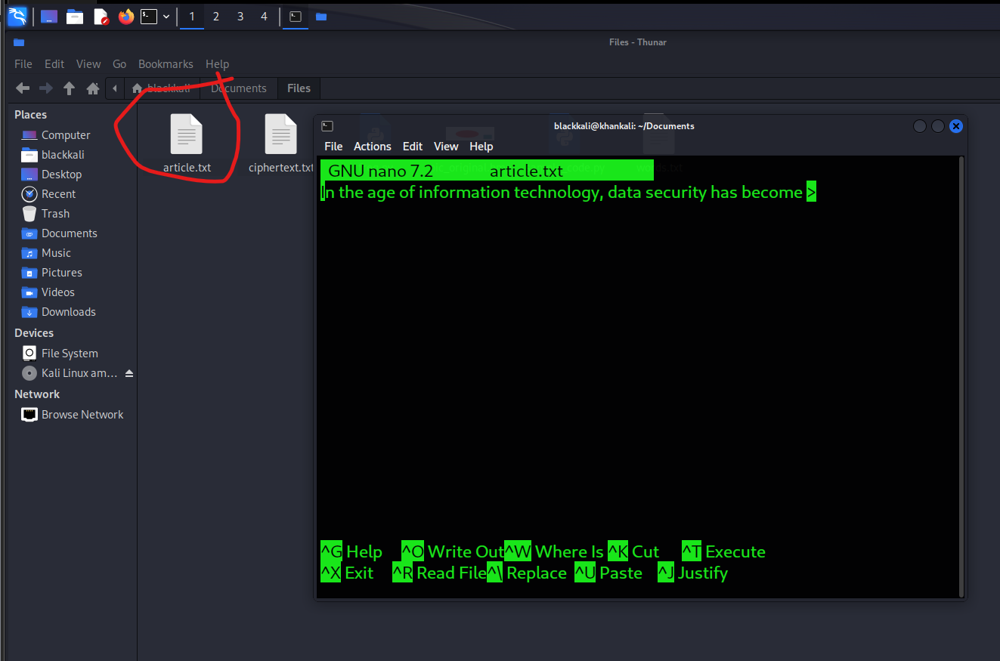 1 2 3 4
Files - Thunar
File Edit View Go Bookmarks Help
blackkali Documents Files
Places
Computer
blackkali
Desktop
Recent
Trash
Documents
Music
Pictures
Videos
Downloads
Devices
File System
Kali Linux am...
Network
Browse Network
article.txt
ciphertext.txt
blackkali@khankali: ~/Documents
File Actions Edit View Help
GNU nano 7.2 article.txt
In the age of information technology, data security has become >
^G Help ^O Write Out ^W Where Is ^K Cut ^T Execute
^X Exit ^R Read File ^\ Replace ^U Paste ^J Justify